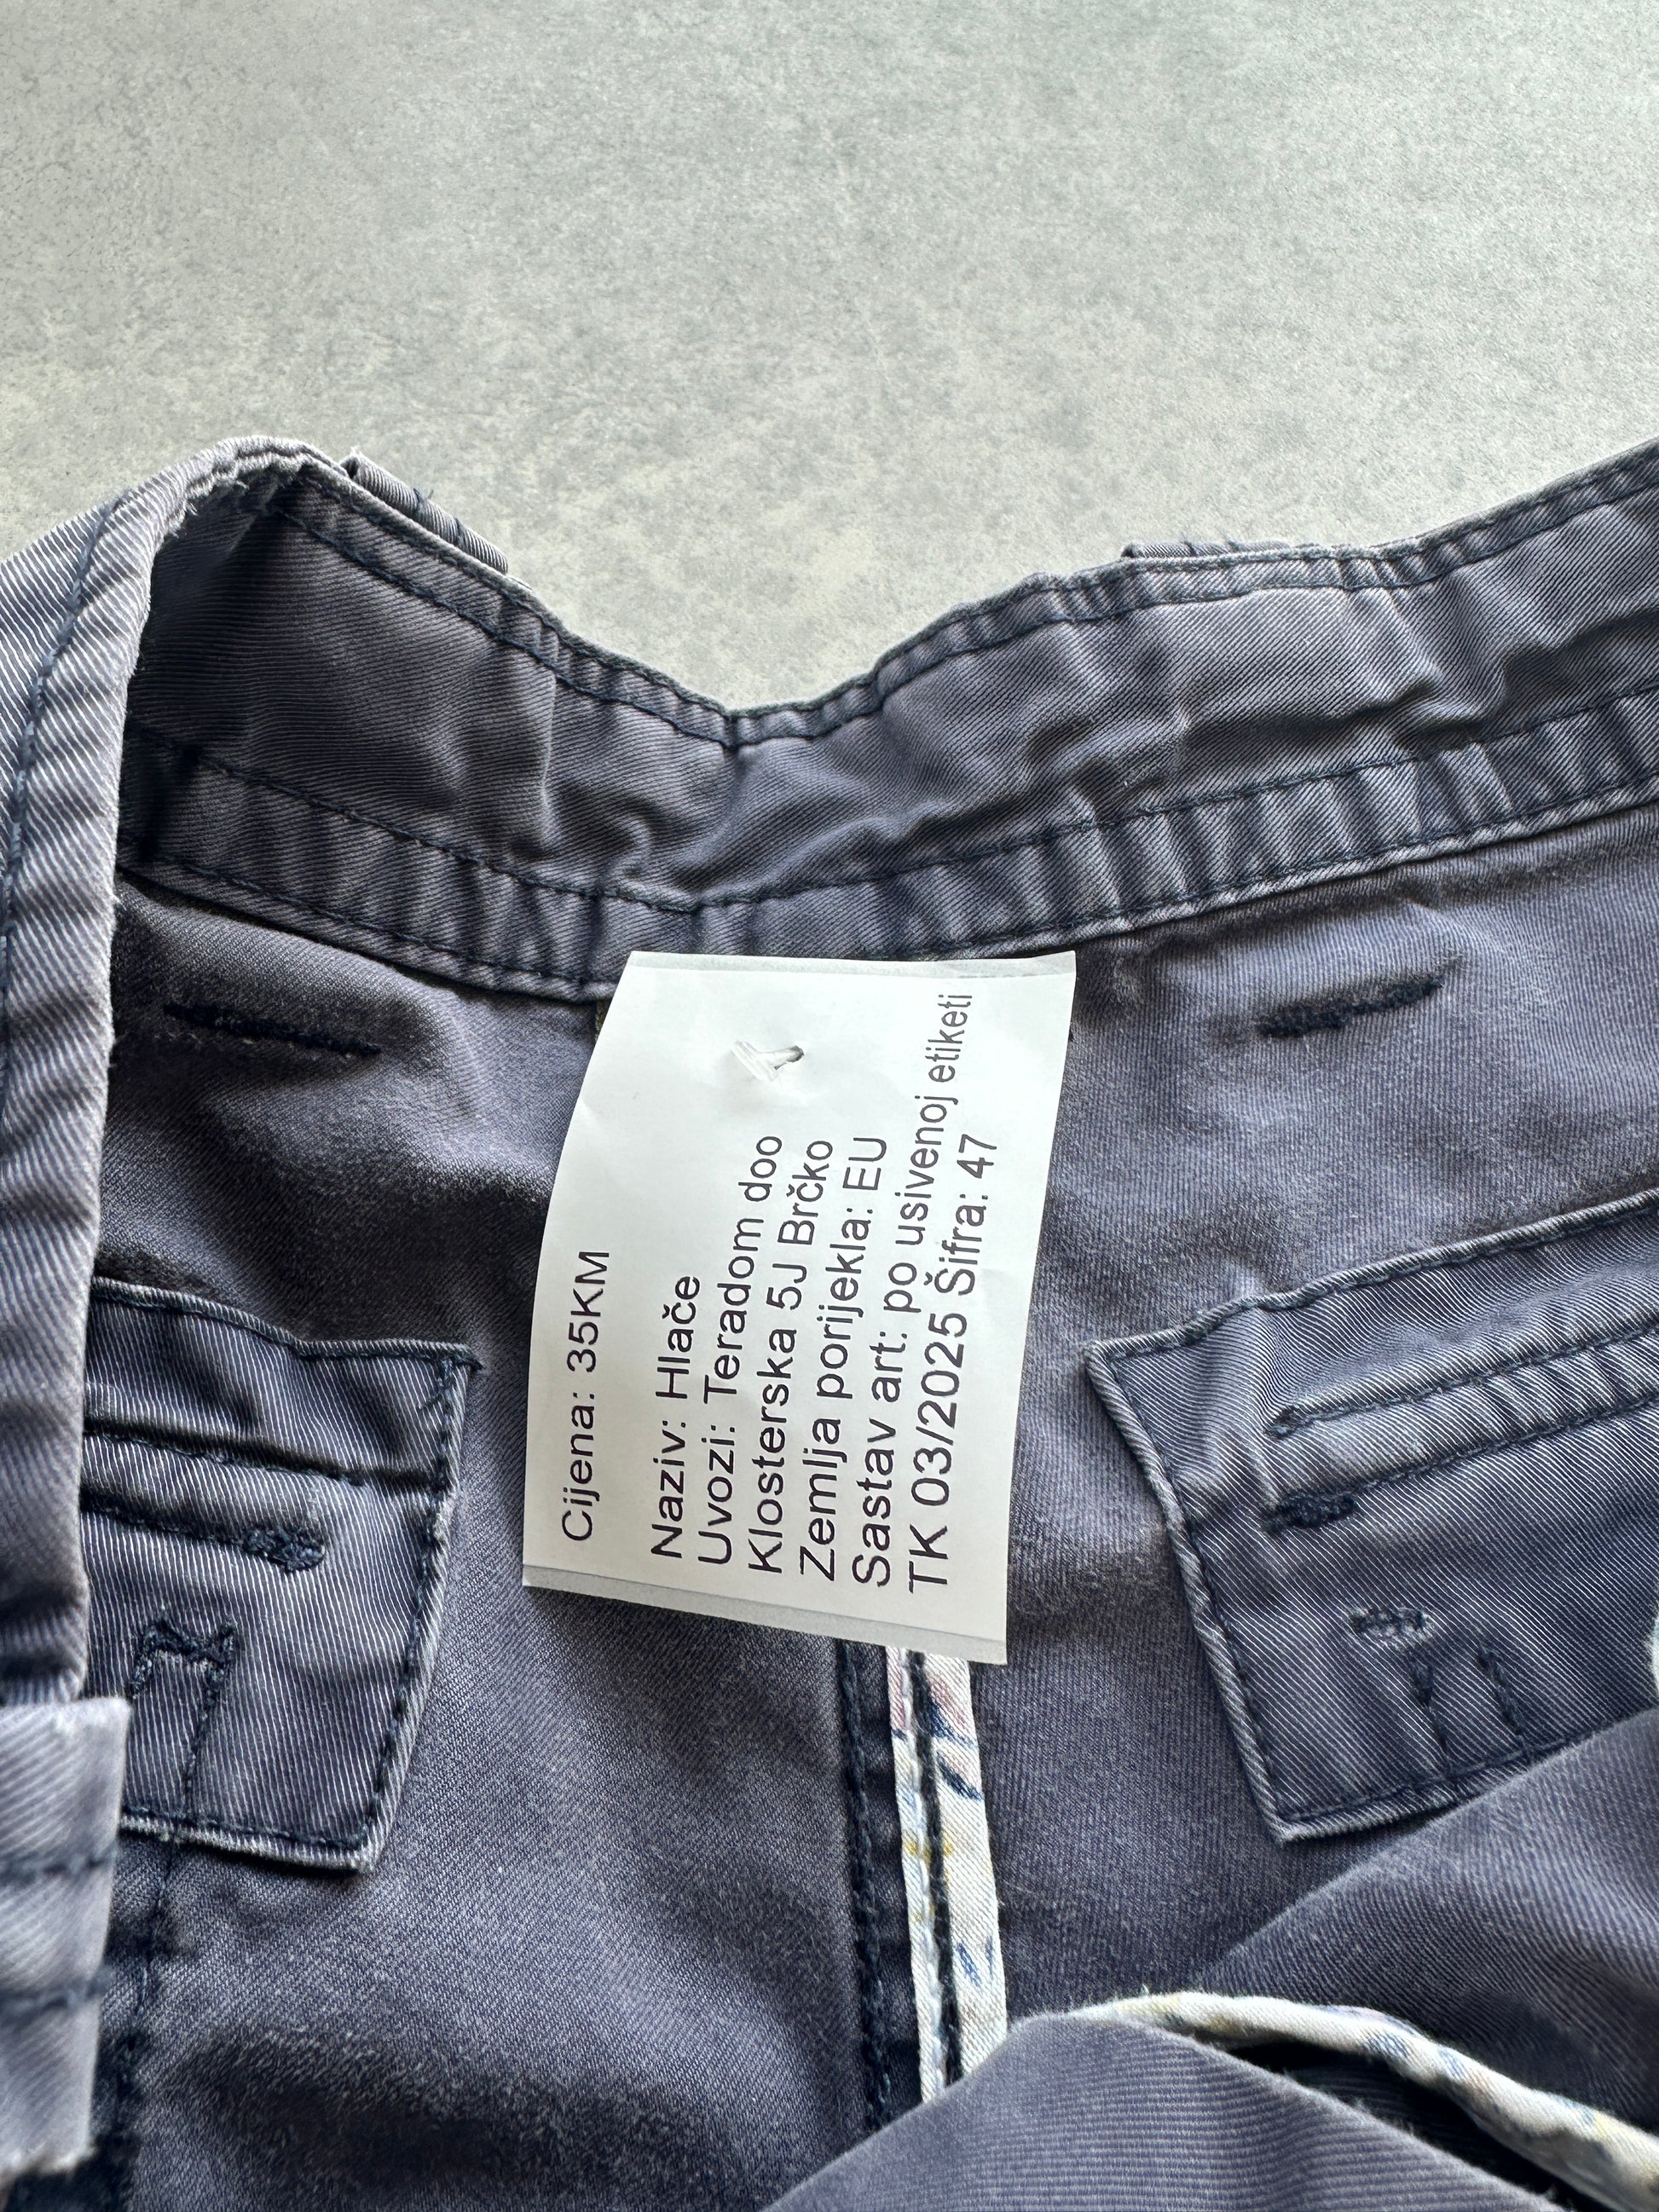 Cijena: 35KM
Naziv: Hlače
Uvozi: Teradom doo
Klosterska 5J Brčko
Zemlja porijekla: EU
Sastav art: po usivenoj etiketi
TK 03/2025 Šifra: 47